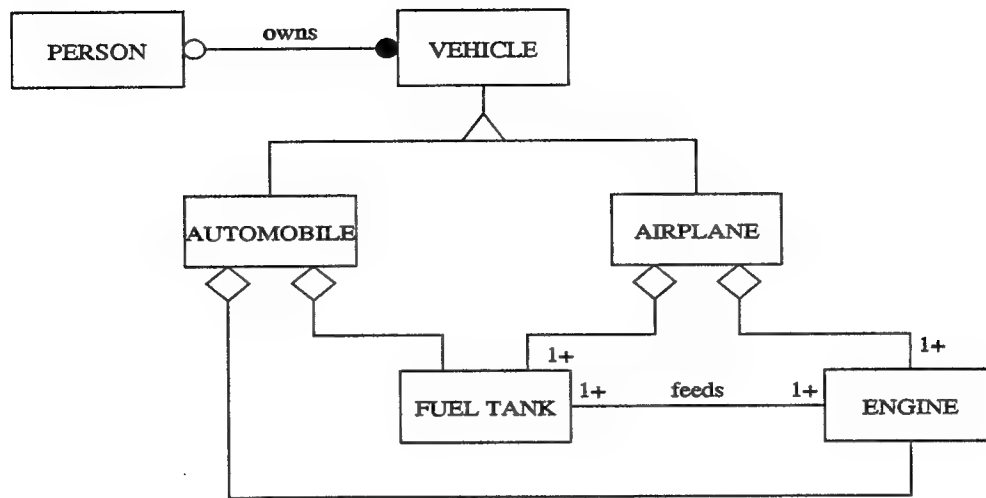 PERSON
owns
VEHICLE
AUTOMOBILE
AIRPLANE
1+
1+
FUEL TANK
1+
feeds
1+
ENGINE